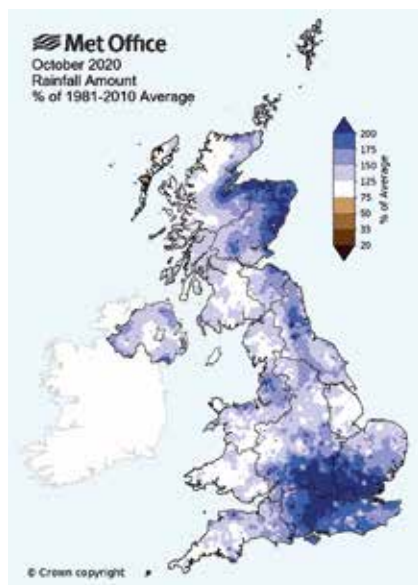 Met Office
October 2020
Rainfall Amount
% of 1981-2010 Average
200
175
150
125
75
50
33
20
% of Average
© Crown copyright